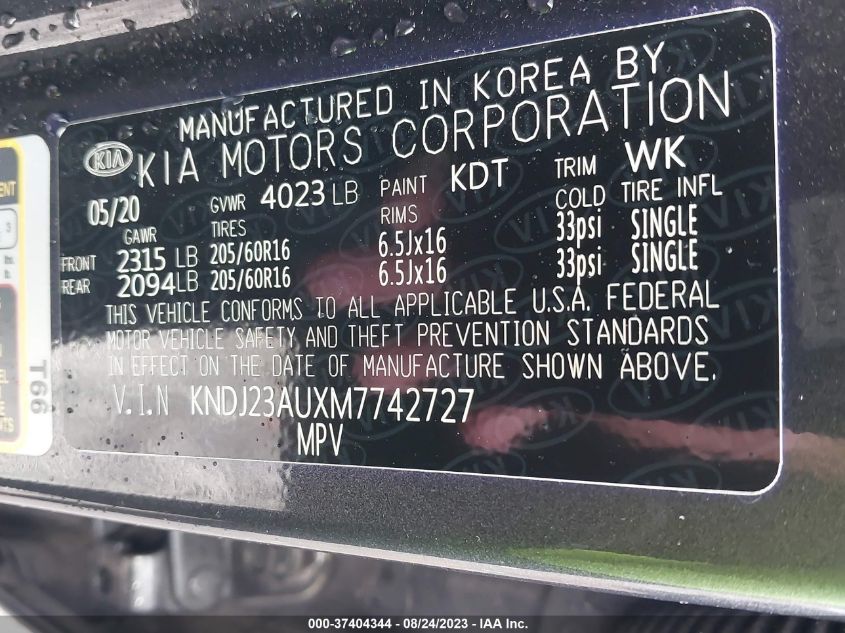 MANUFACTURED IN KOREA BY
KIA KIA MOTORS CORPORATION
05/20 GVWR 4023 LB PAINT KDT TRIM WK
GAWR TIRES RIMS COLD TIRE INFL
FRONT 2315 LB 205/60R16 6.5Jx16 33psi SINGLE
REAR 2094LB 205/60R16 6.5Jx16 33psi SINGLE
THIS VEHICLE CONFORMS TO ALL APPLICABLE U.S.A. FEDERAL
MOTOR VEHICLE SAFETY AND THEFT PREVENTION STANDARDS
IN EFFECT ON THE DATE OF MANUFACTURE SHOWN ABOVE.
V.I.N KNDJ23AUXM7742727
MPV
T66
000-37404344 - 08/24/2023 - IAA Inc.